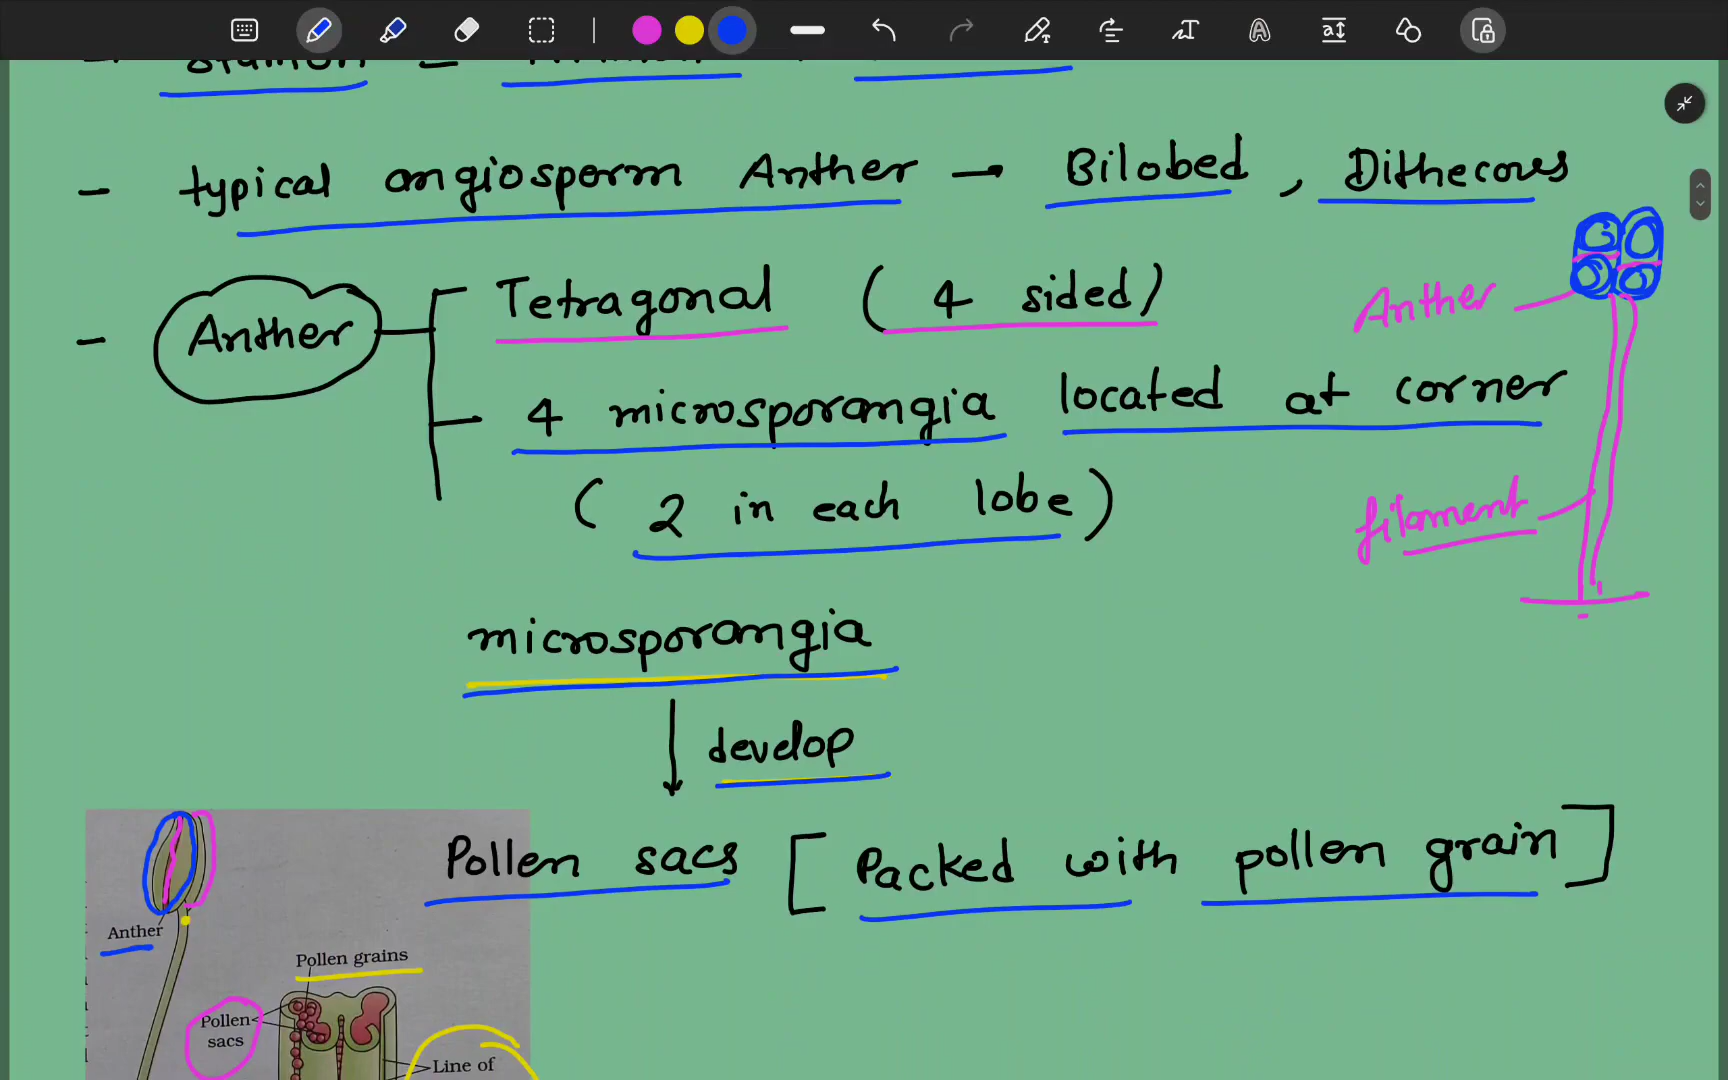 - typical angiosperm Anther → Bilobed, Dithecous
- Anther
Tetragonal (4 sided)
4 microsporangia located at corner
(2 in each lobe)
Anther
filament
microsporangia
develop
Pollen sacs [Packed with pollen grain]
Anther
Pollen grains
Pollen
sacs
Line of